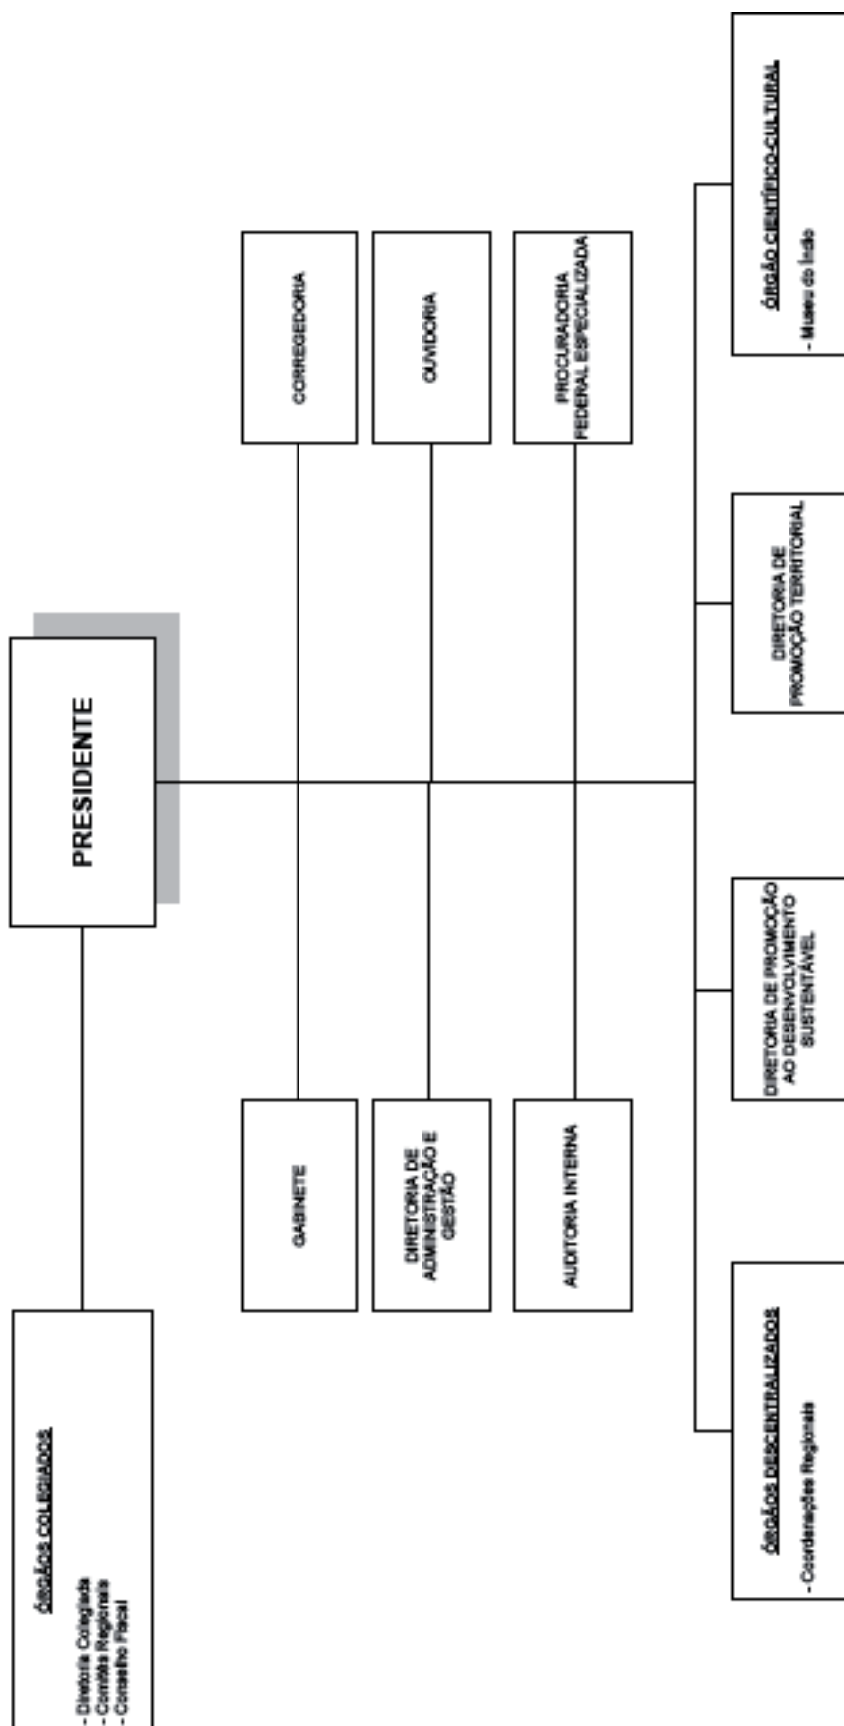 PRESIDENTE
ÓRGÃOS COLEGIADOS
- Diretoria Colegiada
- Comitês Regionais
- Conselho Fiscal
GABINETE
CORREGEDORIA
DIRETORIA DE
ADMINISTRAÇÃO E
GESTÃO
OUVIDORIA
AUDITORIA INTERNA
PROCURADORIA
FEDERAL ESPECIALIZADA
ÓRGÃOS DESCENTRALIZADOS
- Coordenações Regionais
DIRETORIA DE PROMOÇÃO
AO DESENVOLVIMENTO
SUSTENTÁVEL
DIRETORIA DE
PROMOÇÃO TERRITORIAL
ÓRGÃO CIENTÍFICO-CULTURAL
- Museu do Índio